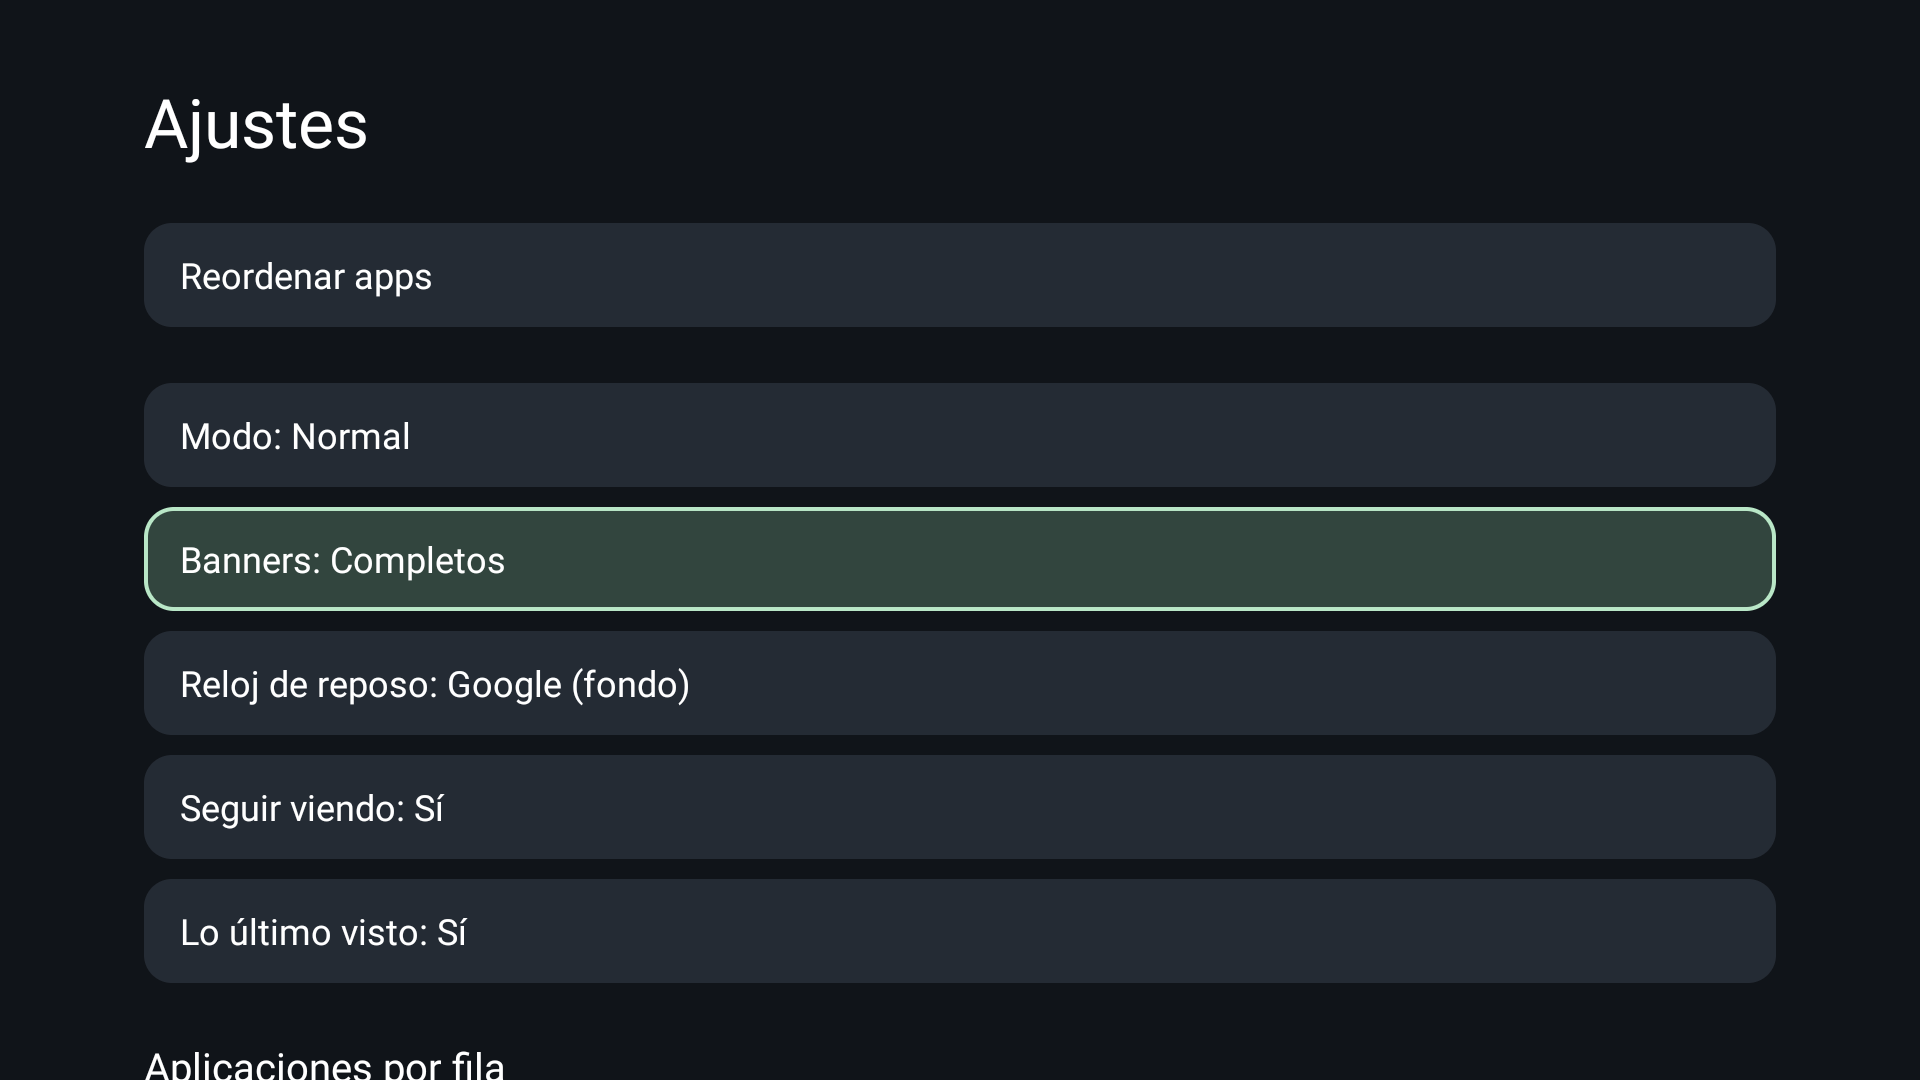 Ajustes
Reordenar apps
Modo: Normal
Banners: Completos
Reloj de reposo: Google (fondo)
Seguir viendo: Sí
Lo último visto: Sí
Aplicaciones por fila